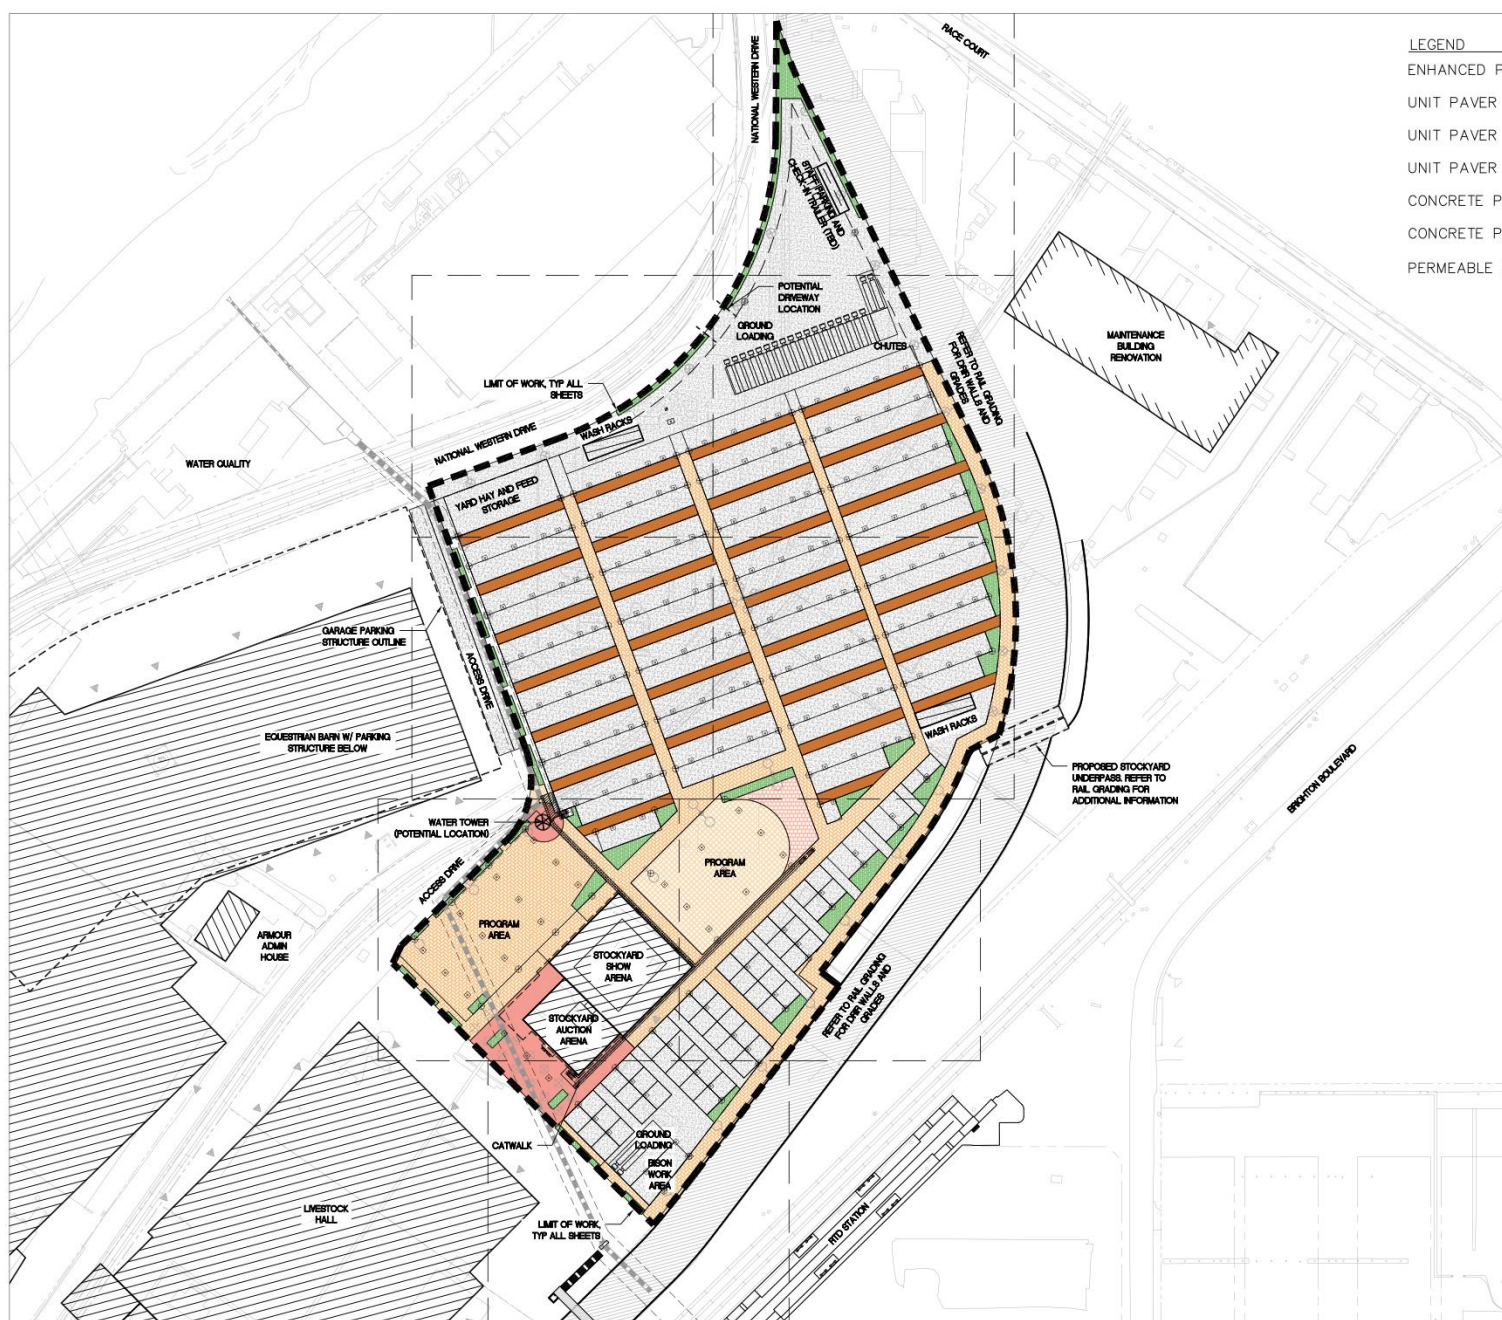 RACE COURT
NATIONAL WESTERN DRIVE
NATIONAL WESTERN DRIVE
LEGEND
ENHANCED P
UNIT PAVER
UNIT PAVER
UNIT PAVER
CONCRETE P
CONCRETE P
PERMEABLE
STAFF PARKING AND
CHECK-IN TRAILER (TBD)
POTENTIAL
DRIVEWAY
LOCATION
GROUND
LOADING
CHUTES
REFER TO RAIL GRADING
FOR DRIR WALLS AND
GRADES
MAINTENANCE
BUILDING
RENOVATION
LIMIT OF WORK, TYP ALL
SHEETS
WASH RACKS
NATIONAL WESTERN DRIVE
WATER QUALITY
YARD HAY AND FEED
STORAGE
GARAGE PARKING
STRUCTURE OUTLINE
ACCESS DRIVE
EQUESTRIAN BARN W/ PARKING
STRUCTURE BELOW
WASH RACKS
PROPOSED STOCKYARD
UNDERPASS. REFER TO
RAIL GRADING FOR
ADDITIONAL INFORMATION
BRIGHTON BOULEVARD
WATER TOWER
(POTENTIAL LOCATION)
ACCESS DRIVE
PROGRAM
AREA
PROGRAM
AREA
ARMOUR
ADMIN
HOUSE
STOCKYARD
SHOW
ARENA
REFER TO RAIL GRADING
FOR DRIR WALLS AND
GRADES
STOCKYARD
AUCTION
ARENA
CATWALK
GROUND
LOADING
BISON
WORK
AREA
LIVESTOCK
HALL
LIMIT OF WORK,
TYP ALL SHEETS
RTD STATION